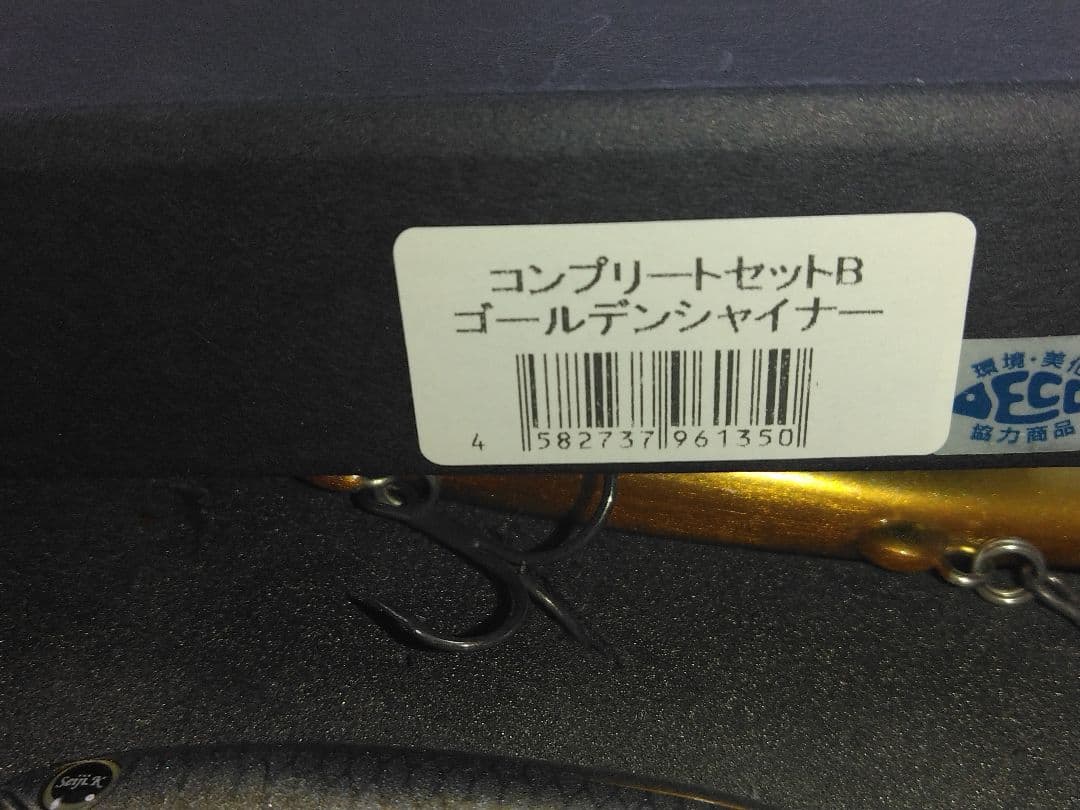 コンプリートセットB
ゴールデンシャイナー
4 582737 961350
環境・美化
ECO
協力商品
Seiji.K